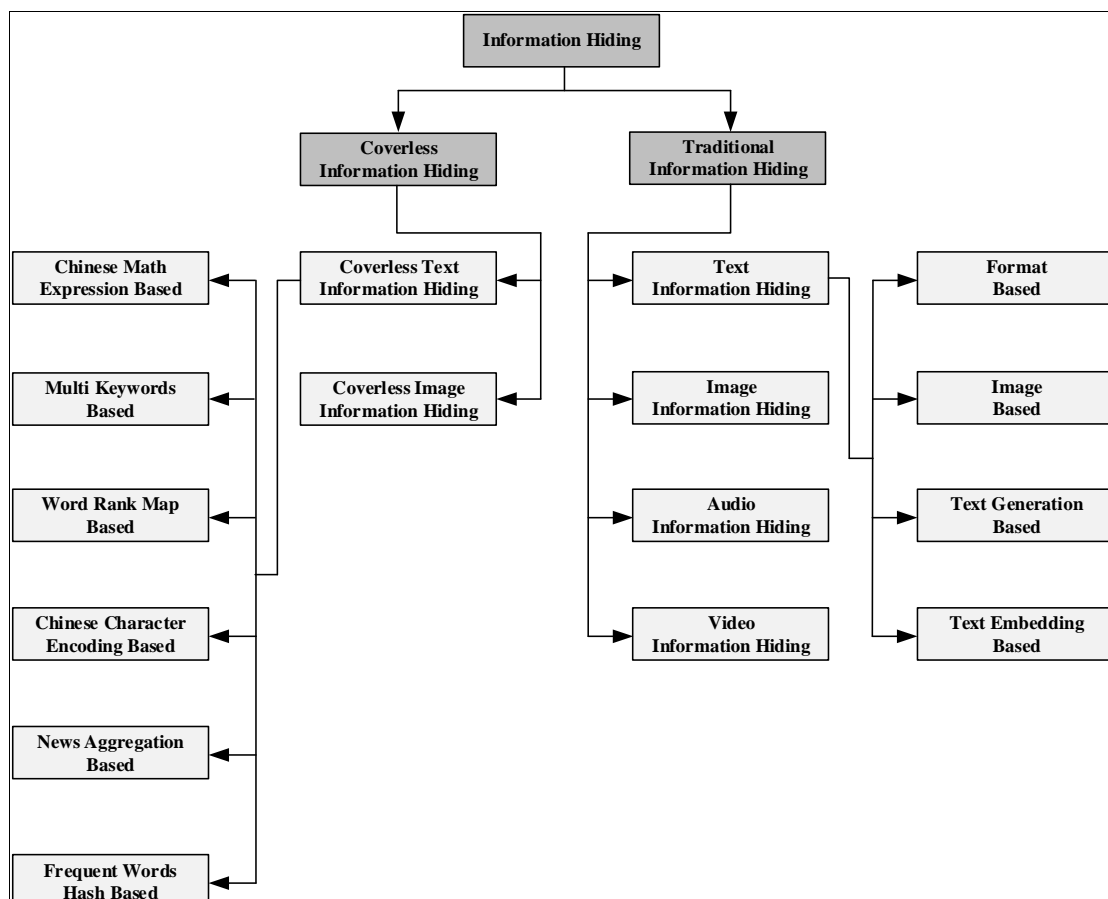 Information Hiding
Coverless
Information Hiding
Traditional
Information Hiding
Chinese Math
Expression Based
Coverless Text
Information Hiding
Text
Information Hiding
Format
Based
Multi Keywords
Based
Coverless Image
Information Hiding
Image
Information Hiding
Image
Based
Word Rank Map
Based
Audio
Information Hiding
Text Generation
Based
Chinese Character
Encoding Based
Video
Information Hiding
Text Embedding
Based
News Aggregation
Based
Frequent Words
Hash Based